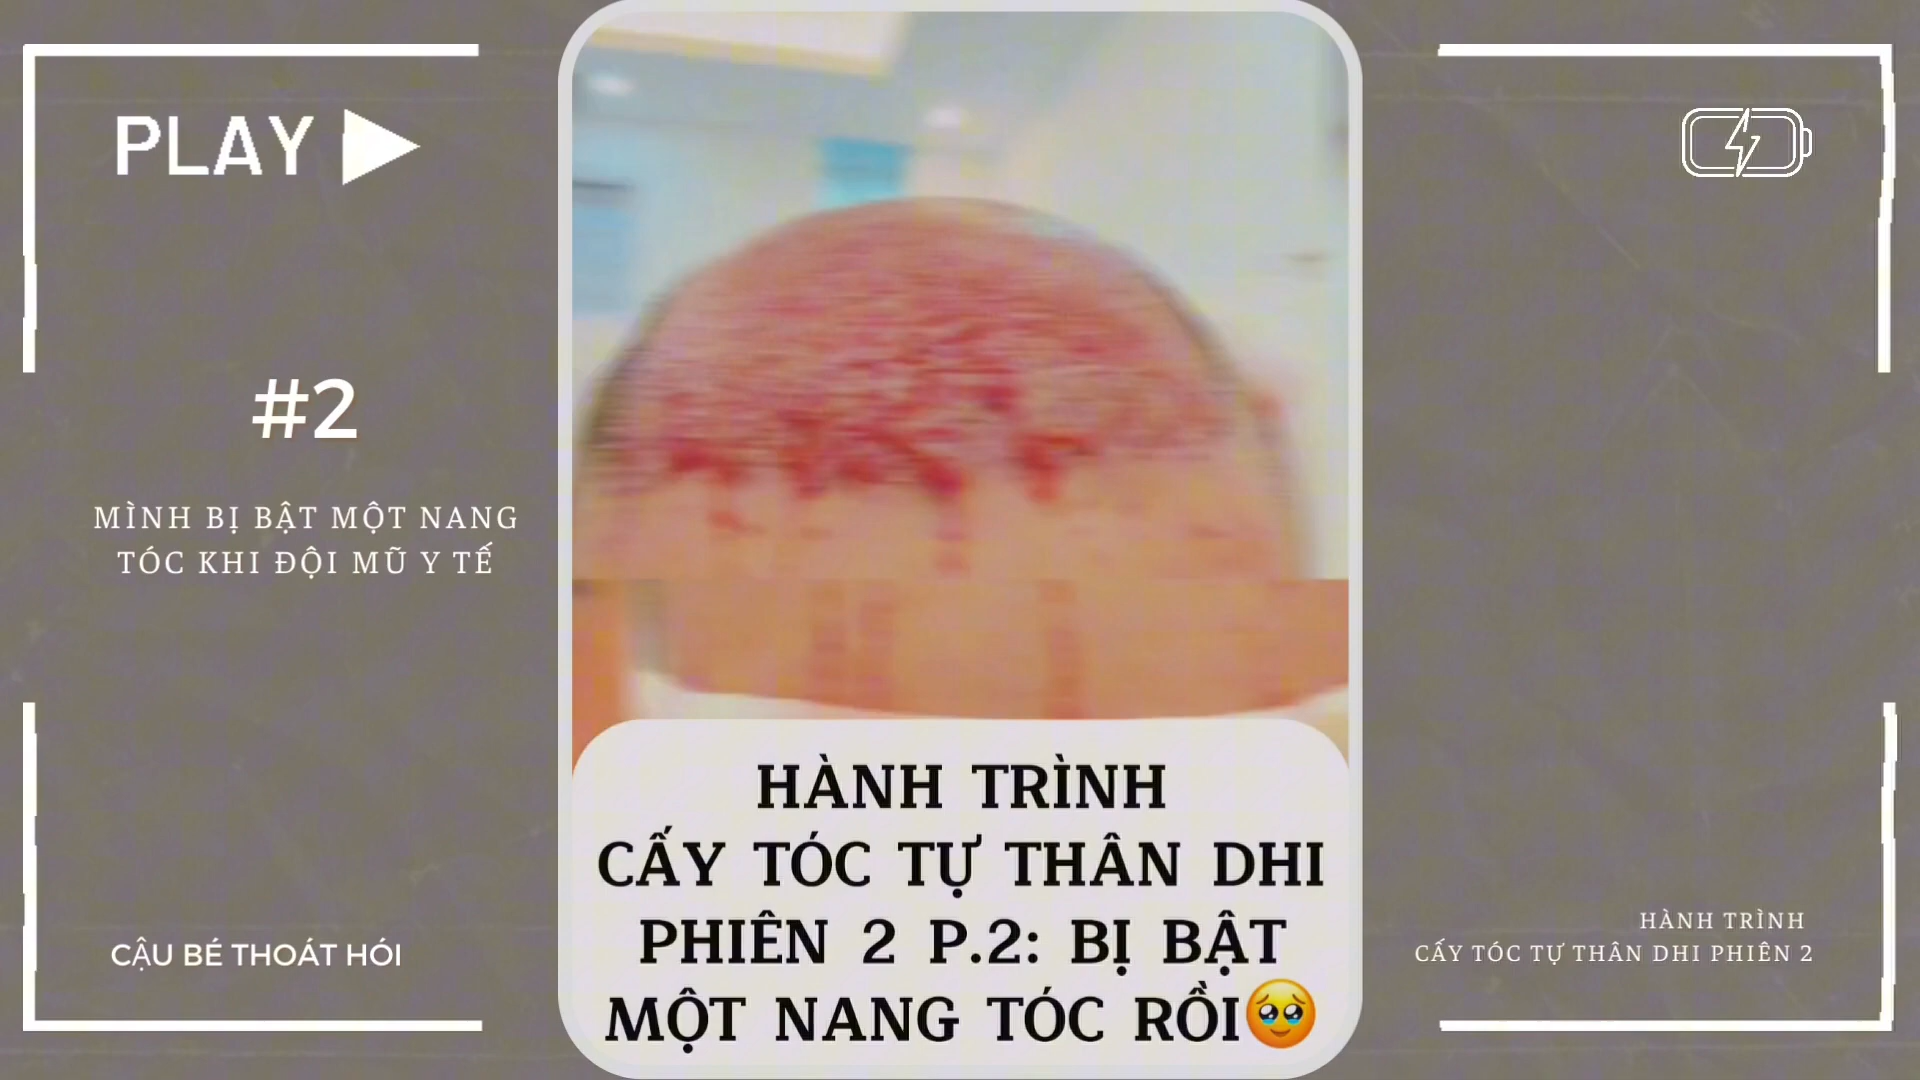 PLAY
#2
MÌNH BỊ BẬT MỘT NANG
TÓC KHI ĐỘI MŨ Y TẾ
CẬU BÉ THOÁT HÓI
HÀNH TRÌNH
CẤY TÓC TỰ THÂN DHI
PHIÊN 2 P.2: BỊ BẬT
MỘT NANG TÓC RỒI🥹
HÀNH TRÌNH
CẤY TÓC TỰ THÂN DHI PHIÊN 2